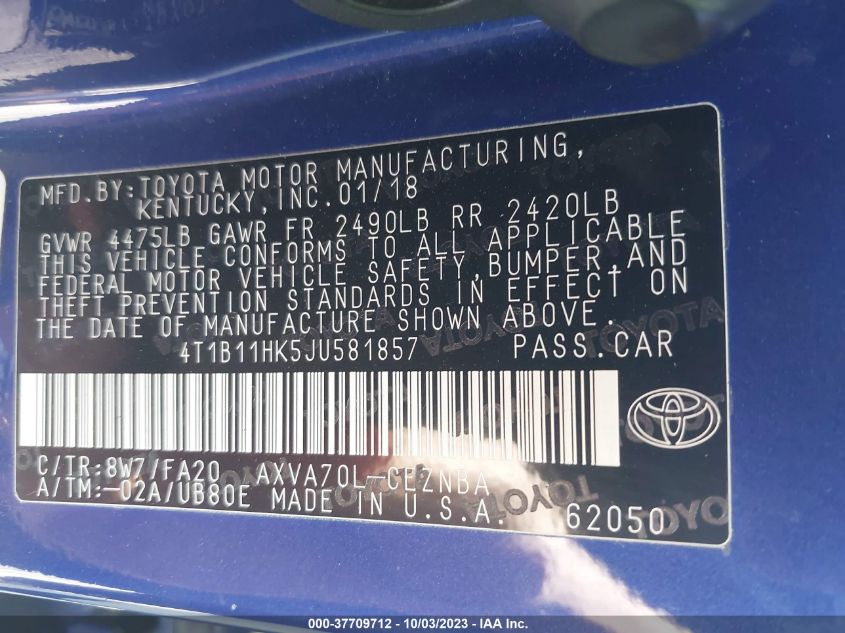 MFD.BY:TOYOTA MOTOR MANUFACTURING,
KENTUCKY,INC.01/18
GVWR 4475LB GAWR FR 2490LB RR 2420LB
THIS VEHICLE CONFORMS TO ALL APPLICABLE
FEDERAL MOTOR VEHICLE SAFETY,BUMPER,AND
THEFT PREVENTION STANDARDS IN EFFECT ON
THE DATE OF MANUFACTURE SHOWN ABOVE.
4T1B11HK5JU581857 PASS.CAR
C/TR:8W7/FA20 AXVA70L-CEZNBA
A/TM:-02A/UB80E MADE IN U.S.A. 62050
000-37709712 - 10/03/2023 - IAA Inc.